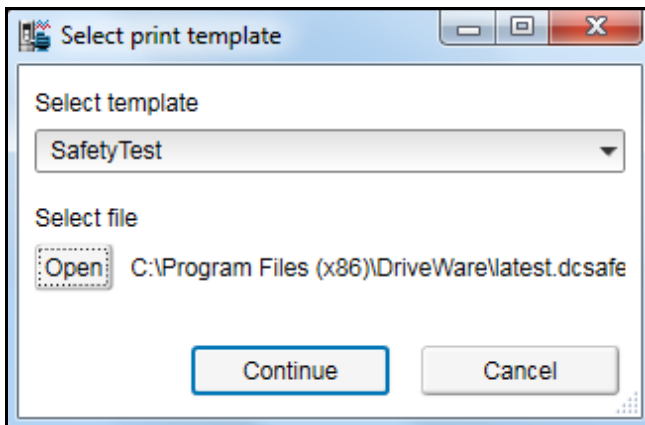 Select print template
Select template
SafetyTest
Select file
Open C:\Program Files (x86)\DriveWare\latest.dcsafe
Continue Cancel